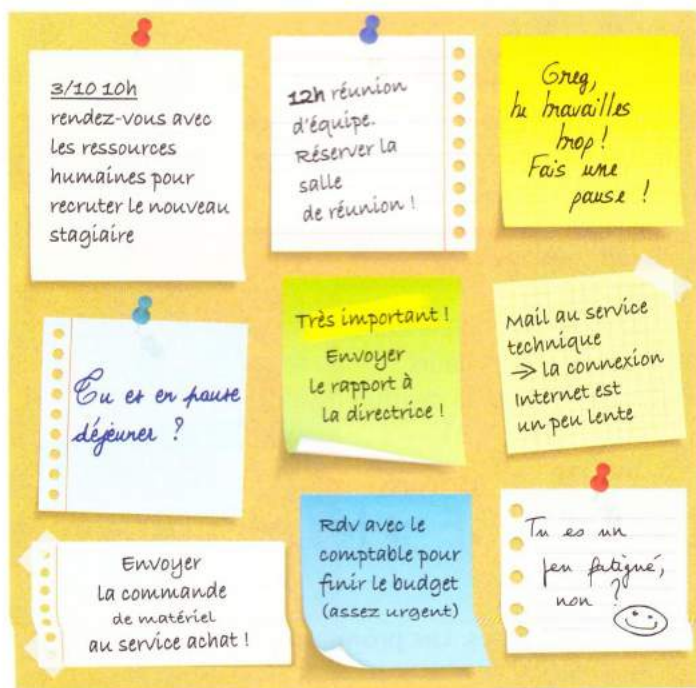 3/10 10h
rendez-vous avec
les ressources
humaines pour
recruter le nouveau
stagiaire
12h réunion
d'équipe.
Réserver la
salle
de réunion !
Greg,
tu travailles
trop !
Fais une
pause !
Tu es en pause
déjeuner ?
Très important !
Envoyer
le rapport à
la directrice !
Mail au service
technique
→ la connexion
Internet est
un peu lente
Envoyer
la commande
de matériel
au service achat !
Rdv avec le
comptable pour
finir le budget
(assez urgent)
Tu es un
peu fatigué,
non ?